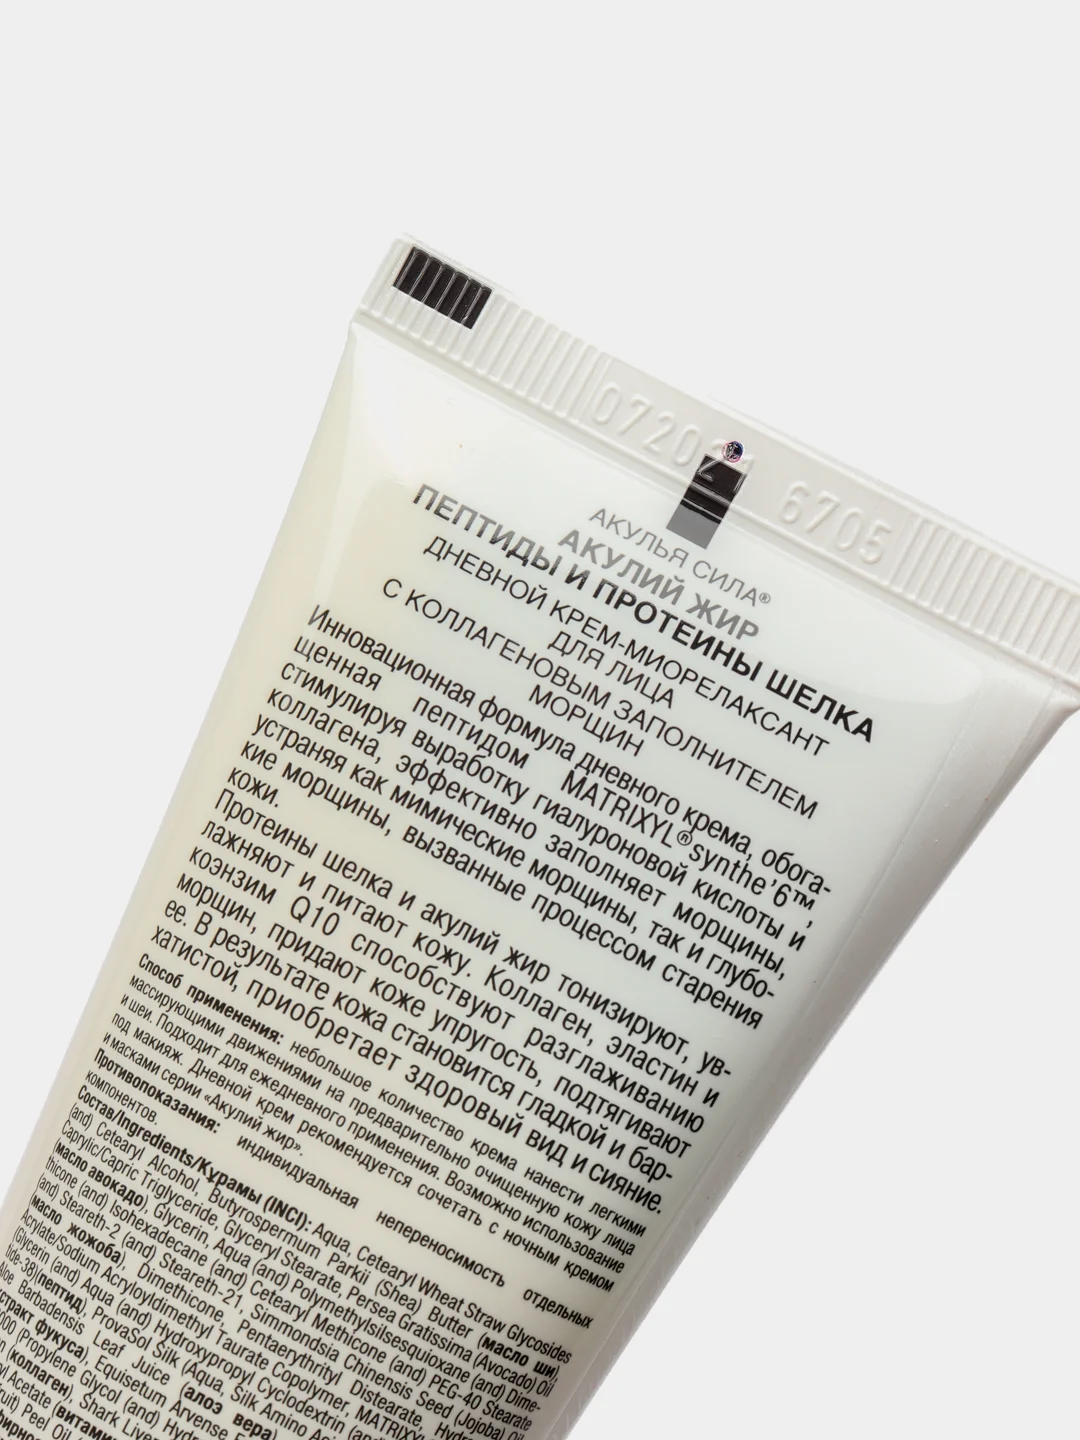 072021 6705
АКУЛЬЯ СИЛА®
АКУЛИЙ ЖИР
ПЕПТИДЫ И ПРОТЕИНЫ ШЕЛКА
ДНЕВНОЙ КРЕМ-МИОРЕЛАКСАНТ
ДЛЯ ЛИЦА
С КОЛЛАГЕНОВЫМ ЗАПОЛНИТЕЛЕМ
МОРЩИН
Инновационная формула дневного крема, обога-
щенная пептидом MATRIXYL®synthe'6™,
стимулируя выработку гиалуроновой кислоты и
коллагена, эффективно заполняет морщины,
устраняя как мимические морщины, так и глубо-
кие морщины, вызванные процессом старения
кожи.
Протеины шелка и акулий жир тонизируют, ув-
лажняют и питают кожу. Коллаген, эластин и
коэнзим Q10 способствуют разглаживанию
морщин, придают коже упругость, подтягивают
ее. В результате кожа становится гладкой и бар-
хатистой, приобретает здоровый вид и сияние.
Способ применения: небольшое количество крема нанести легкими
массирующими движениями на предварительно очищенную кожу лица
и шеи. Подходит для ежедневного применения. Возможно использование
под макияж. Дневной крем рекомендуется сочетать с ночным кремом
и масками серии «Акулий жир».
Противопоказания: индивидуальная непереносимость отдельных
компонентов.
Состав/Ingredients/Құрамы (INCI): Aqua, Cetearyl Wheat Straw Glycosides
(and) Cetearyl Alcohol, Butyrospermum Parkii (Shea) Butter (масло ши),
Caprylic/Capric Triglyceride, Glyceryl Stearate, Persea Gratissima (Avocado) Oil
(масло авокадо), Glycerin, Aqua (and) Polymethylsilsesquioxane (and) Dime-
thicone (and) Isohexadecane (and) Cetearyl Methicone (and) PEG-40 Stearate
(and) Steareth-2 (and) Steareth-21, Simmondsia Chinensis Seed (Jojoba) Oil
(масло жожоба), Dimethicone, Pentaerythrityl Distearate,
Acrylate/Sodium Acryloyldimethyl Taurate Copolymer,
(Glycerin (and) Aqua (and) Hydroxypropyl Cyclodextrin
(пептид), ProvaSol Silk (Aqua, Silk Amino
Barbadensis Leaf Juice (алоэ вера)
фукуса), Equisetum Arvense
(Propylene Glycol (and)
(коллаген), Shark
Acetate
Peel Oil